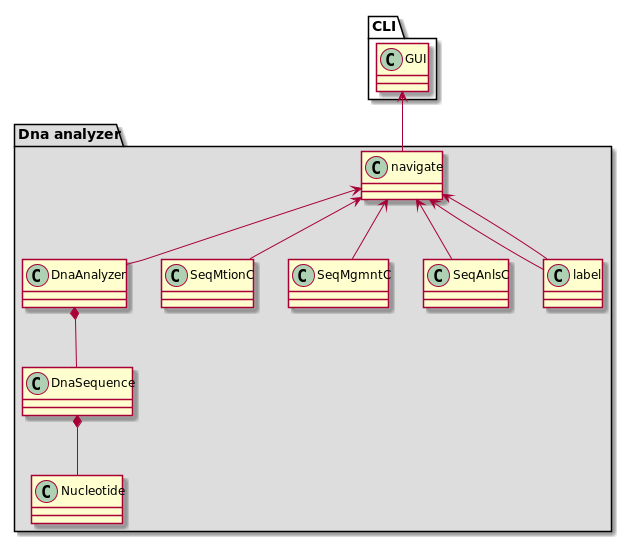 CLI
C GUI
Dna analyzer
C navigate
C DnaAnalyzer
C SeqMtionC
C SeqMgmntC
C SeqAnlsC
C label
C DnaSequence
C Nucleotide